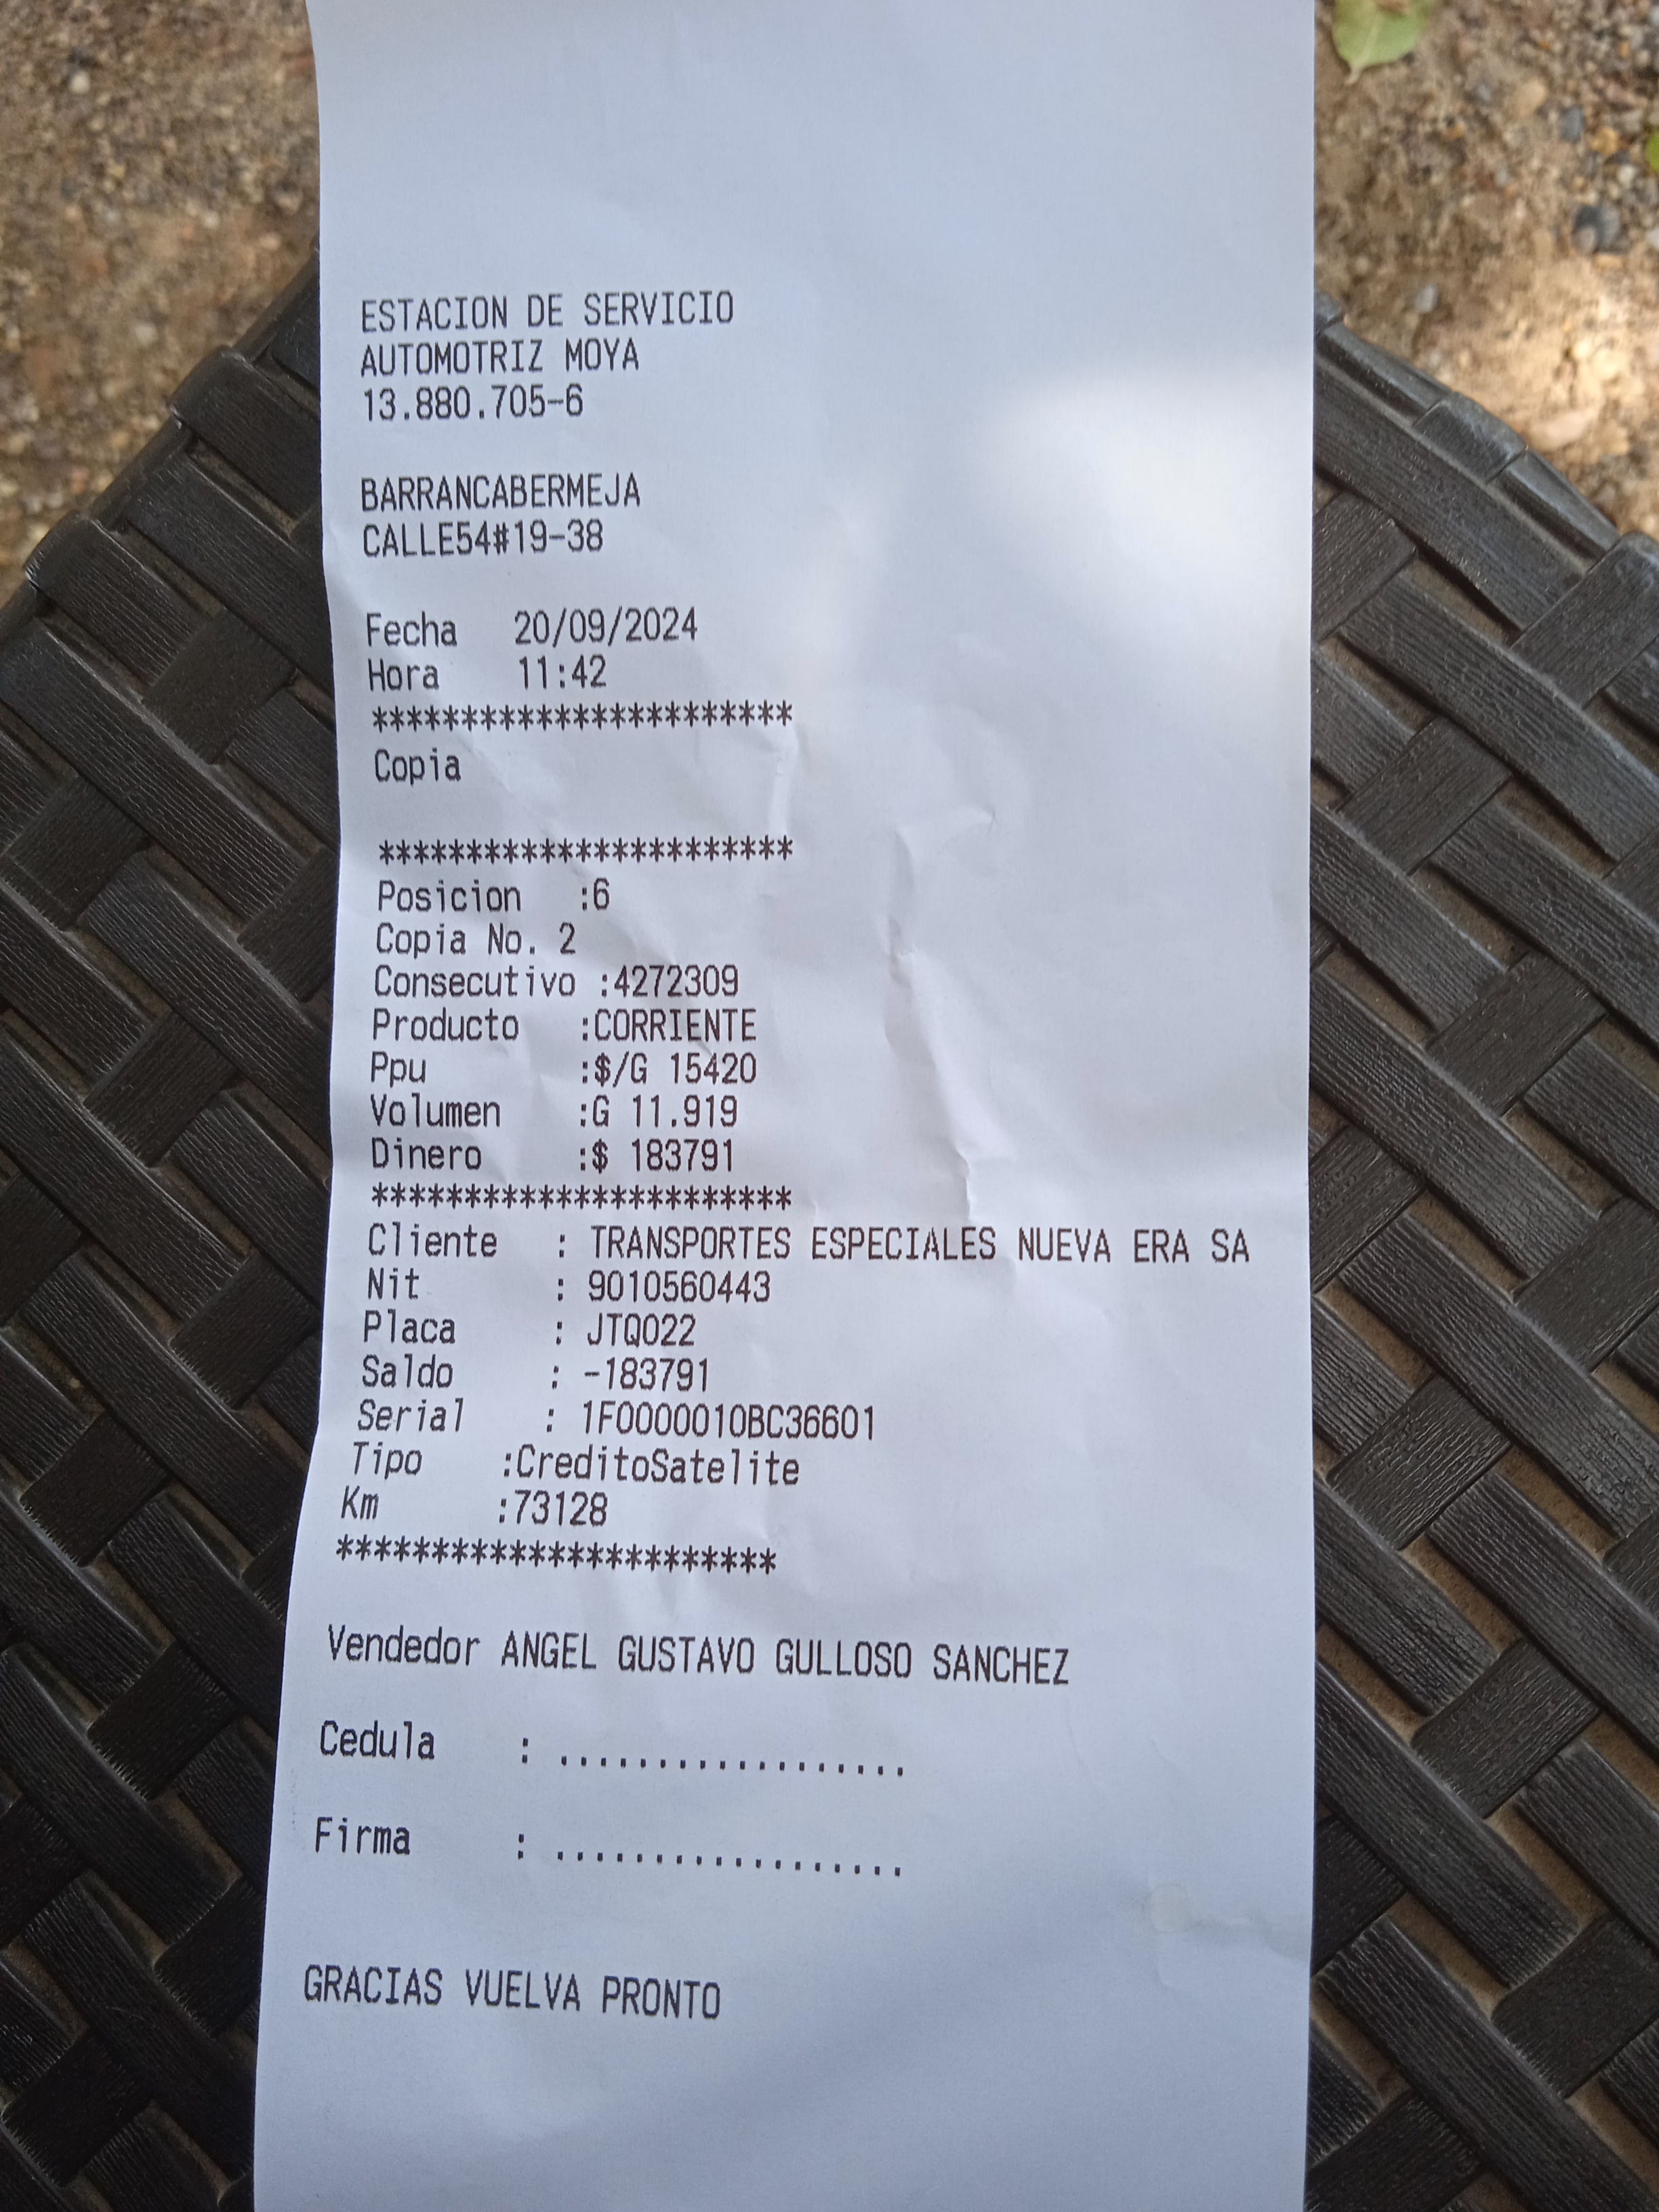 ESTACION DE SERVICIO
AUTOMOTRIZ MOYA
13.880.705-6
BARRANCABERMEJA
CALLE54#19-38
Fecha 20/09/2024
Hora 11:42
***********************
Copia
***********************
Posicion :6
Copia No. 2
Consecutivo :4272309
Producto :CORRIENTE
Ppu :$/G 15420
Volumen :G 11.919
Dinero :$ 183791
***********************
Cliente : TRANSPORTES ESPECIALES NUEVA ERA SA
Nit : 9010560443
Placa : JTQ022
Saldo : -183791
Serial : 1F0000010BC36601
Tipo :CreditoSatelite
Km :73128
***********************
Vendedor ANGEL GUSTAVO GULLOSO SANCHEZ
Cedula : ..................
Firma : ..................
GRACIAS VUELVA PRONTO